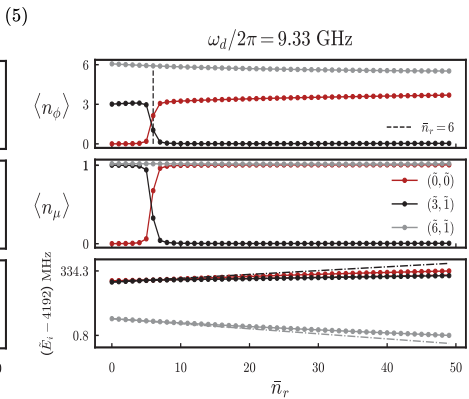 (5)
ω_d/2π = 9.33 GHz
⟨n_ϕ⟩
6
3
0
n̄_r = 6
⟨n_μ⟩
1
0
(0̃, 0̃)
(3̃, 1̃)
(6̃, 1̃)
(Ẽ_i − 4192) MHz
334.3
0.8
0
10
20
30
40
50
n̄_r